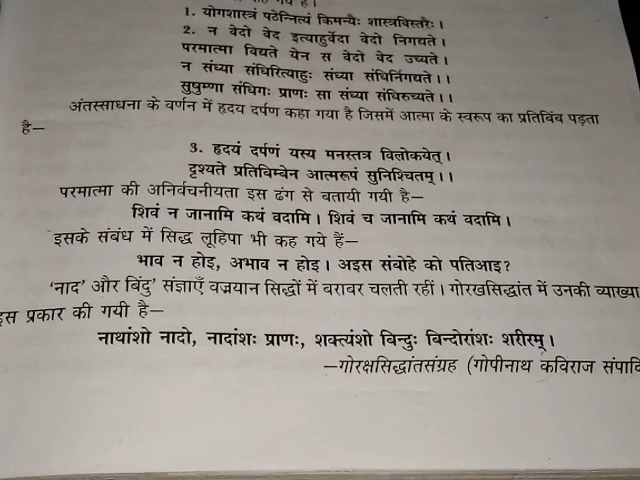 1. योगशास्त्रं पठेन्नित्यं किमन्यैः शास्त्रविस्तरैः।
2. न वेदो वेद इत्याहुर्वेदा वेदो निगद्यते।
परमात्मा विद्यते येन स वेदो वेद उच्यते।
न संध्या संधिरित्याहुः संध्या संधिर्निगद्यते।।
सुषुम्णा संधिगः प्राणः सा संध्या संधिरुच्यते।।
अंतस्साधना के वर्णन में हृदय दर्पण कहा गया है जिसमें आत्मा के स्वरूप का प्रतिबिंब पड़ता
है—
3. हृदयं दर्पणं यस्य मनस्तत्र विलोकयेत्।
दृश्यते प्रतिबिम्बेन आत्मरूपं सुनिश्चितम्।।
परमात्मा की अनिर्वचनीयता इस ढंग से बतायी गयी है—
शिवं न जानामि कथं वदामि। शिवं च जानामि कथं वदामि।
इसके संबंध में सिद्ध लूहिपा भी कह गये हैं—
भाव न होइ, अभाव न होइ। अइस संबोहे को पतिआइ?
'नाद' और बिंदु' संज्ञाएँ वज्रयान सिद्धों में बराबर चलती रहीं। गोरखसिद्धांत में उनकी व्याख्या
इस प्रकार की गयी है—
नाथांशो नादो, नादांशः प्राणः, शक्त्यंशो बिन्दुः बिन्दोरांशः शरीरम्।
—गोरक्षसिद्धांतसंग्रह (गोपीनाथ कविराज संपादि